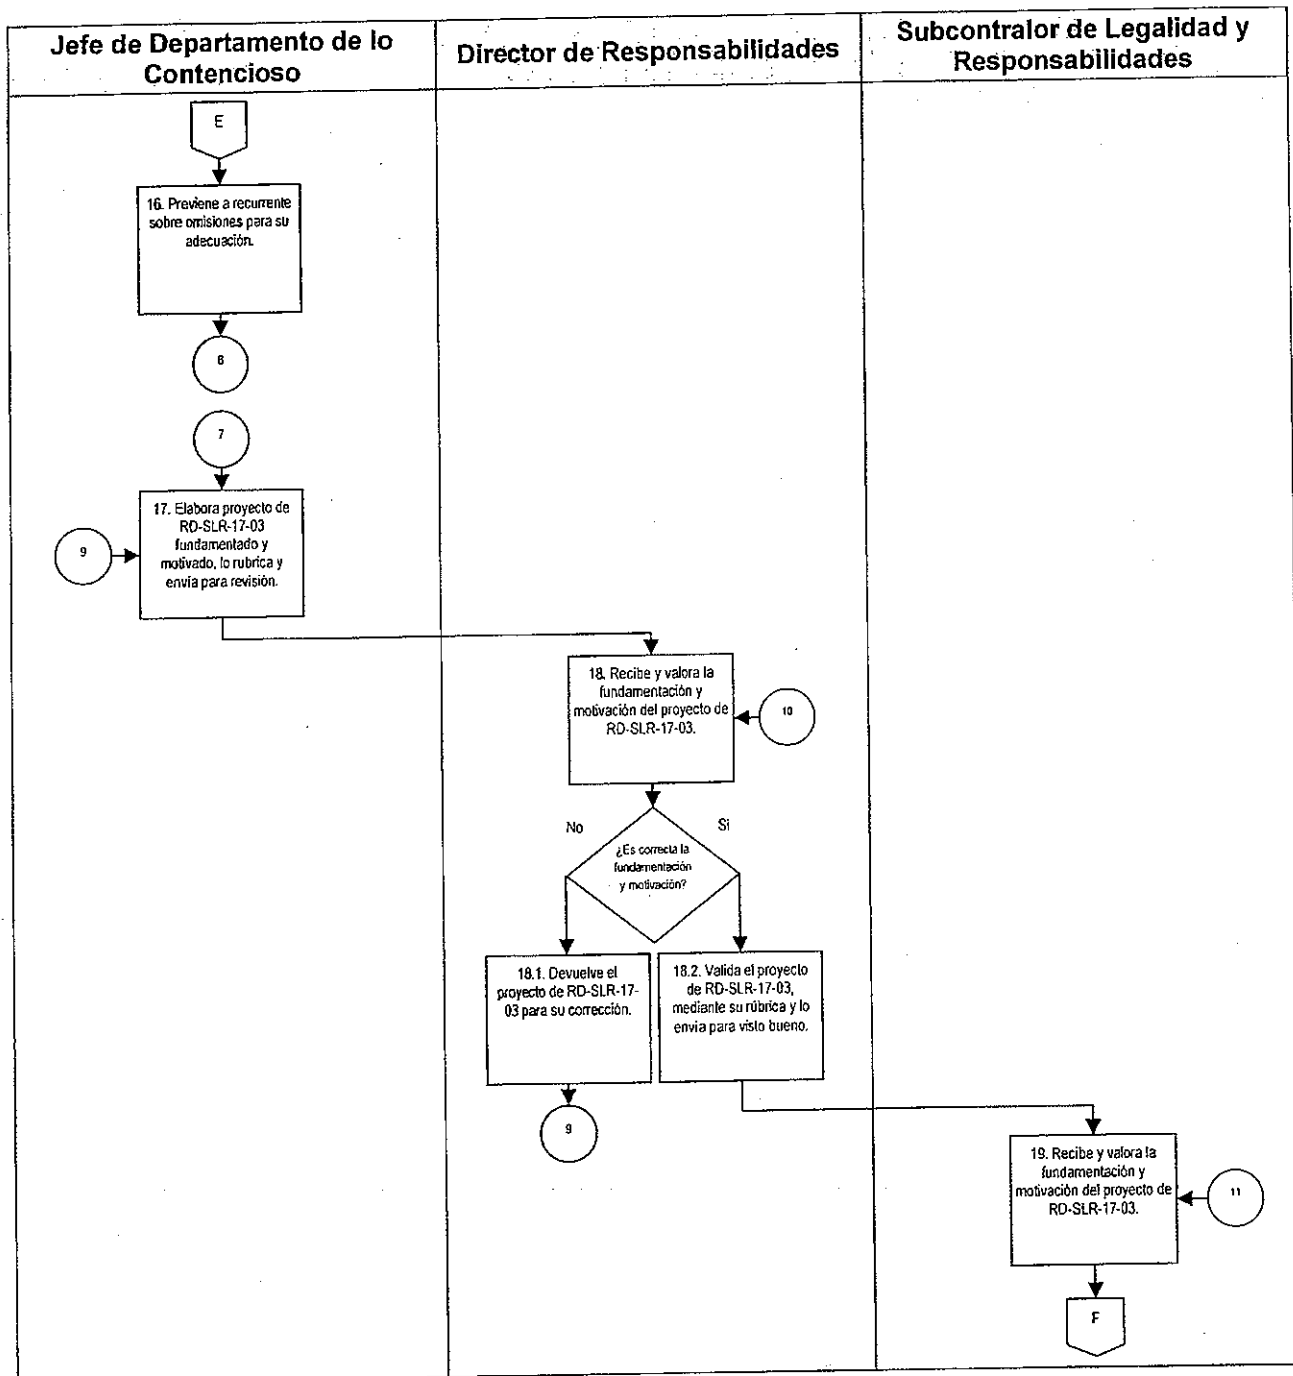 Jefe de Departamento de lo
Contencioso
Director de Responsabilidades
Subcontralor de Legalidad y
Responsabilidades
E
16. Previene a recurrente
sobre omisiones para su
adecuación.
8
7
17. Elabora proyecto de
RD-SLR-17-03
fundamentado y
motivado, lo rubrica y
envía para revisión.
9
18. Recibe y valora la
fundamentación y
motivación del proyecto de
RD-SLR-17-03.
10
No
Si
¿Es correcta la
fundamentación
y motivación?
18.1. Devuelve el
proyecto de RD-SLR-17-
03 para su corrección.
18.2. Valida el proyecto
de RD-SLR-17-03,
mediante su rúbrica y lo
envía para visto bueno.
9
19. Recibe y valora la
fundamentación y
motivación del proyecto de
RD-SLR-17-03.
11
F